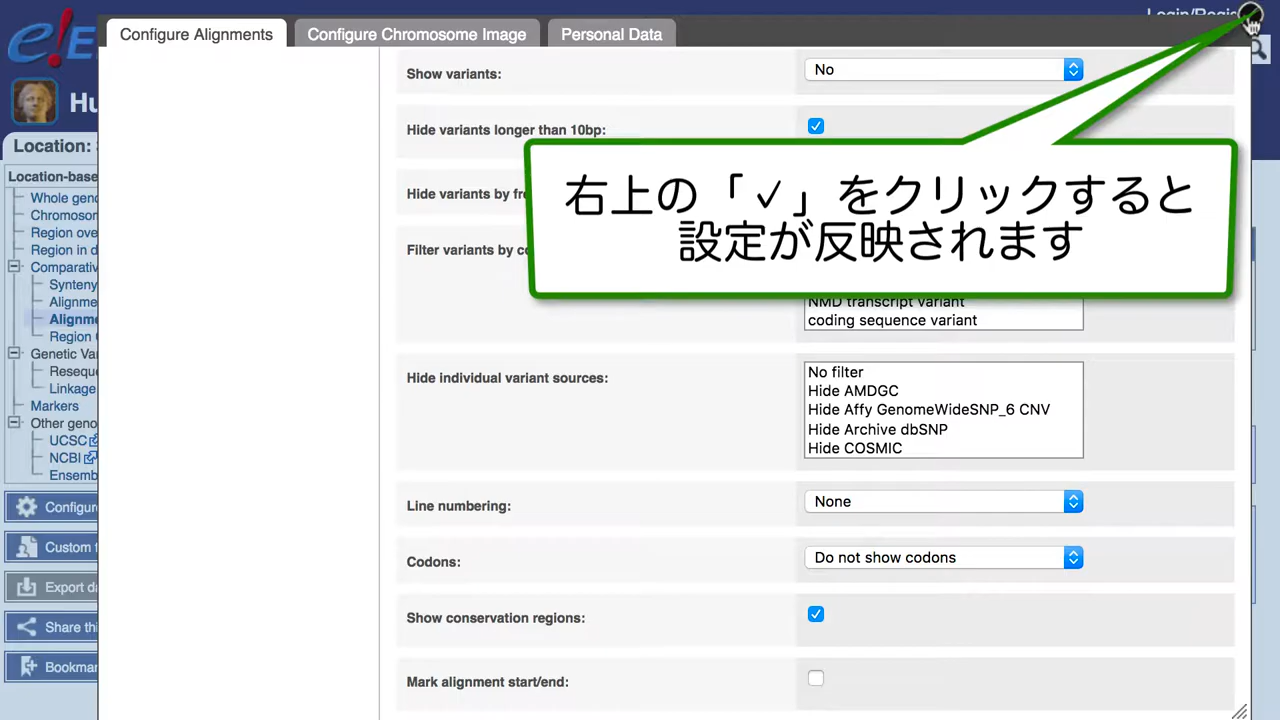 Login/Regis
Configure Alignments
Configure Chromosome Image
Personal Data
Hu
Location:
Location-base
Whole geno
Chromosom
Region ove
Region in d
Comparativ
Synteny
Alignme
Alignme
Region C
Genetic Var
Reseque
Linkage
Markers
Other geno
UCSC
NCBI
Ensemb
Configure
Custom t
Export da
Share thi
Bookmar
Show variants:
No
Hide variants longer than 10bp:
Hide variants by fre
Filter variants by co
右上の「✓」をクリックすると
設定が反映されます
NMD transcript variant
coding sequence variant
Hide individual variant sources:
No filter
Hide AMDGC
Hide Affy GenomeWideSNP_6 CNV
Hide Archive dbSNP
Hide COSMIC
Line numbering:
None
Codons:
Do not show codons
Show conservation regions:
Mark alignment start/end: